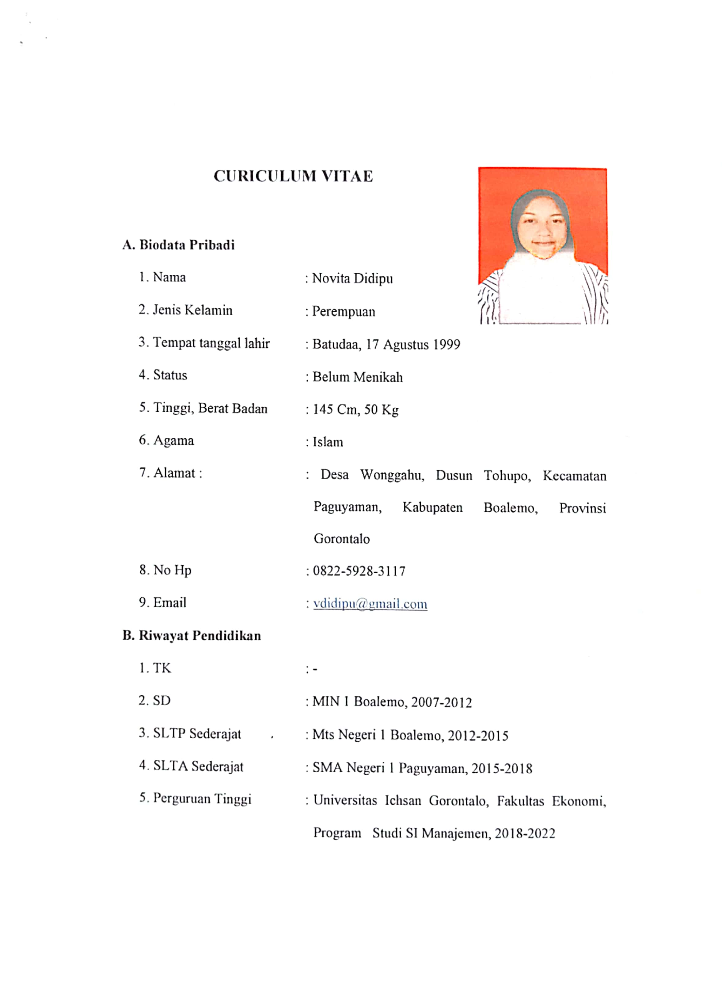 CURICULUM VITAE
A. Biodata Pribadi
1. Nama : Novita Didipu
2. Jenis Kelamin : Perempuan
3. Tempat tanggal lahir : Batudaa, 17 Agustus 1999
4. Status : Belum Menikah
5. Tinggi, Berat Badan : 145 Cm, 50 Kg
6. Agama : Islam
7. Alamat : : Desa Wonggahu, Dusun Tohupo, Kecamatan
Paguyaman, Kabupaten Boalemo, Provinsi
Gorontalo
8. No Hp : 0822-5928-3117
9. Email : vdidipu@gmail.com
B. Riwayat Pendidikan
1. TK : -
2. SD : MIN 1 Boalemo, 2007-2012
3. SLTP Sederajat : Mts Negeri 1 Boalemo, 2012-2015
4. SLTA Sederajat : SMA Negeri 1 Paguyaman, 2015-2018
5. Perguruan Tinggi : Universitas Ichsan Gorontalo, Fakultas Ekonomi,
Program Studi SI Manajemen, 2018-2022